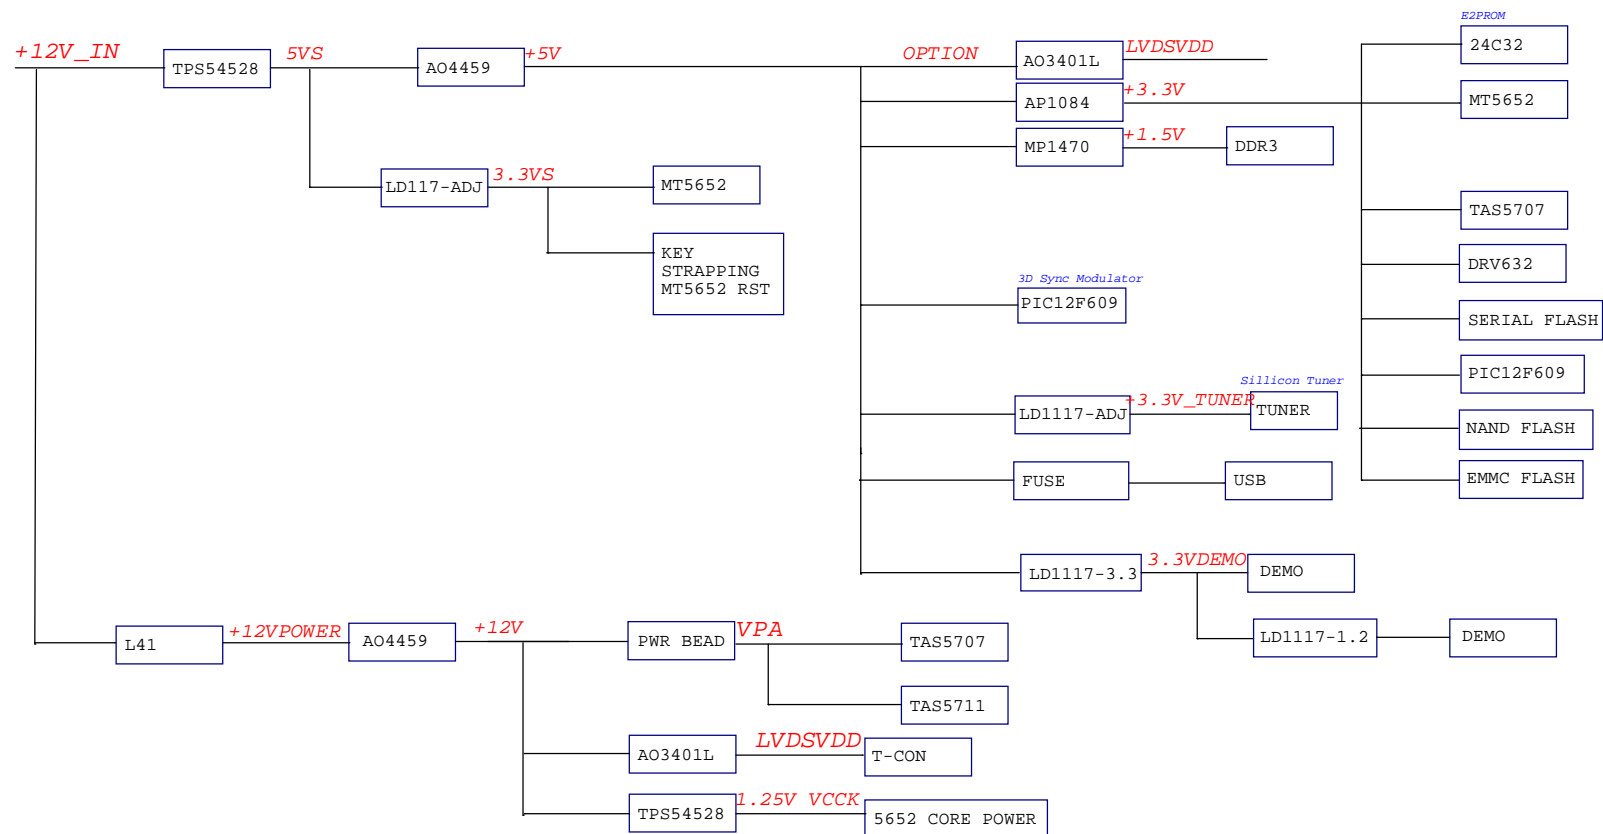 E2PROM
+12V_IN
TPS54528
5VS
AO4459
+5V
OPTION
AO3401L
LVDSVDD
24C32
AP1084
+3.3V
MT5652
MP1470
+1.5V
DDR3
LD117-ADJ
3.3VS
MT5652
TAS5707
KEY
STRAPPING
MT5652 RST
DRV632
3D Sync Modulator
PIC12F609
SERIAL FLASH
PIC12F609
Sillicon Tuner
LD1117-ADJ
+3.3V_TUNER
TUNER
NAND FLASH
FUSE
USB
EMMC FLASH
LD1117-3.3
3.3VDEMO
DEMO
L41
+12VPOWER
AO4459
+12V
PWR BEAD
VPA
TAS5707
LD1117-1.2
DEMO
TAS5711
AO3401L
LVDSVDD
T-CON
TPS54528
1.25V VCCK
5652 CORE POWER